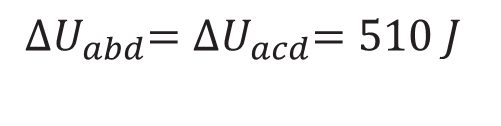 ΔU_abd = ΔU_acd = 510 J